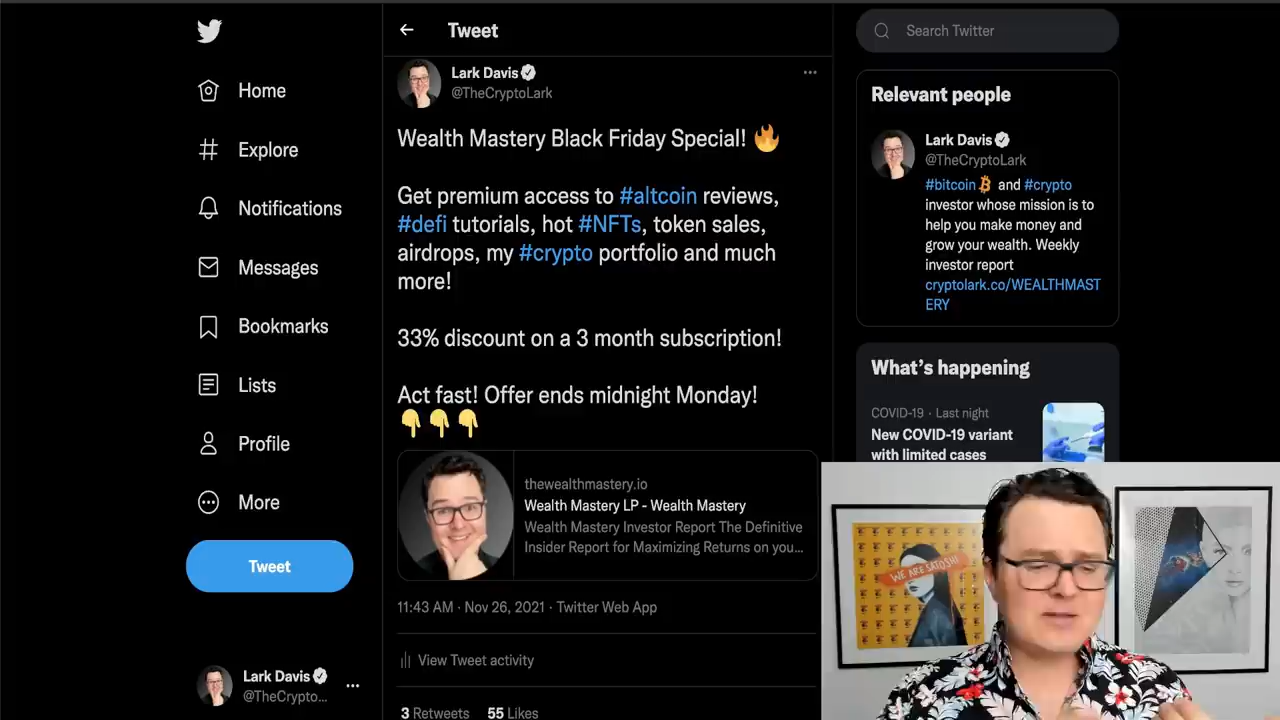 Home
Explore
Notifications
Messages
Bookmarks
Lists
Profile
More
Tweet
Lark Davis
@TheCrypto...
Tweet
Lark Davis
@TheCryptoLark
Wealth Mastery Black Friday Special! 🔥
Get premium access to #altcoin reviews,
#defi tutorials, hot #NFTs, token sales,
airdrops, my #crypto portfolio and much
more!
33% discount on a 3 month subscription!
Act fast! Offer ends midnight Monday!
👇👇👇
thewealthmastery.io
Wealth Mastery LP - Wealth Mastery
Wealth Mastery Investor Report The Definitive
Insider Report for Maximizing Returns on you...
11:43 AM · Nov 26, 2021 · Twitter Web App
View Tweet activity
3 Retweets 55 Likes
Search Twitter
Relevant people
Lark Davis
@TheCryptoLark
#bitcoin and #crypto
investor whose mission is to
help you make money and
grow your wealth. Weekly
investor report
cryptolark.co/WEALTHMAST
ERY
What's happening
COVID-19 · Last night
New COVID-19 variant
with limited cases
WE ARE SATOSHI